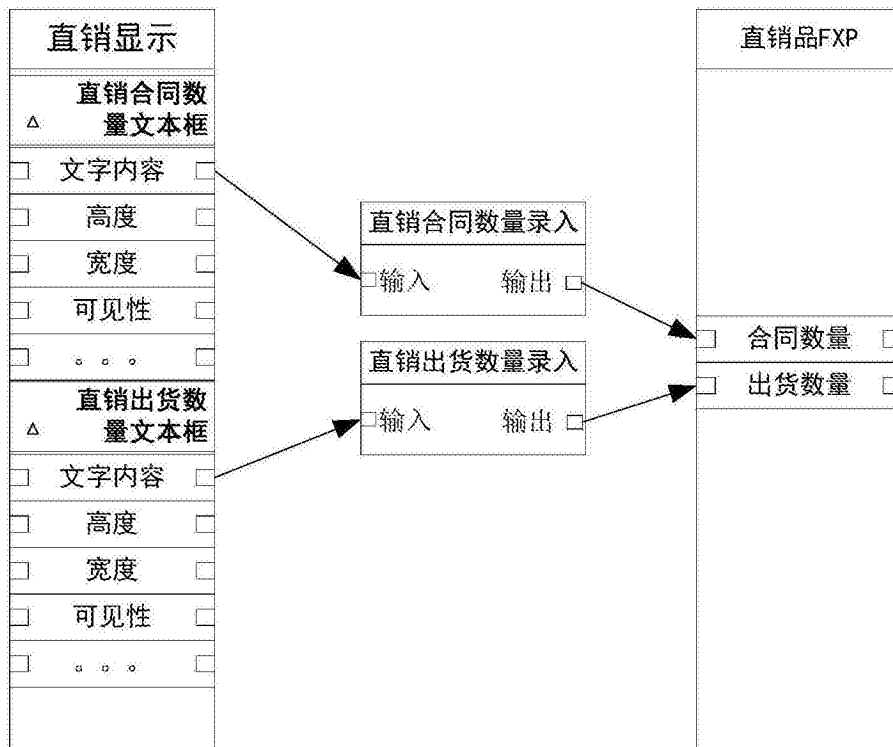 直销显示
直销合同数
量文本框
文字内容
高度
宽度
可见性
。。。
直销出货数
量文本框
文字内容
高度
宽度
可见性
。。。
直销合同数量录入
输入 输出
直销出货数量录入
输入 输出
直销品FXP
合同数量
出货数量